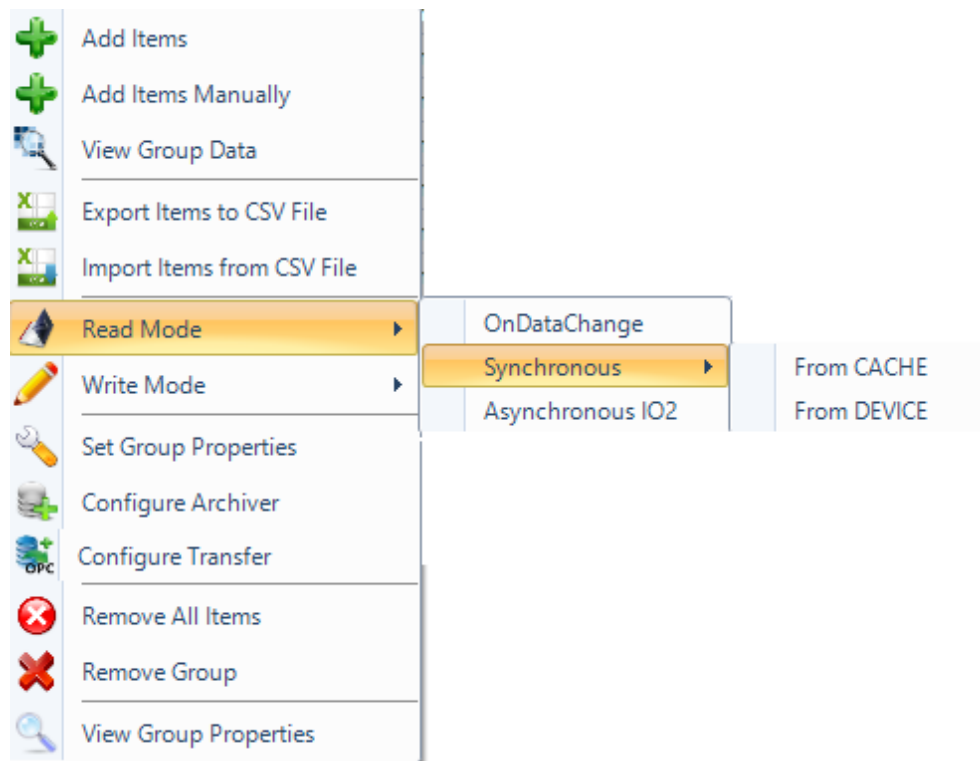 Add Items
Add Items Manually
View Group Data
Export Items to CSV File
Import Items from CSV File
Read Mode
OnDataChange
Synchronous
From CACHE
From DEVICE
Asynchronous IO2
Write Mode
Set Group Properties
Configure Archiver
OPC
Configure Transfer
Remove All Items
Remove Group
View Group Properties